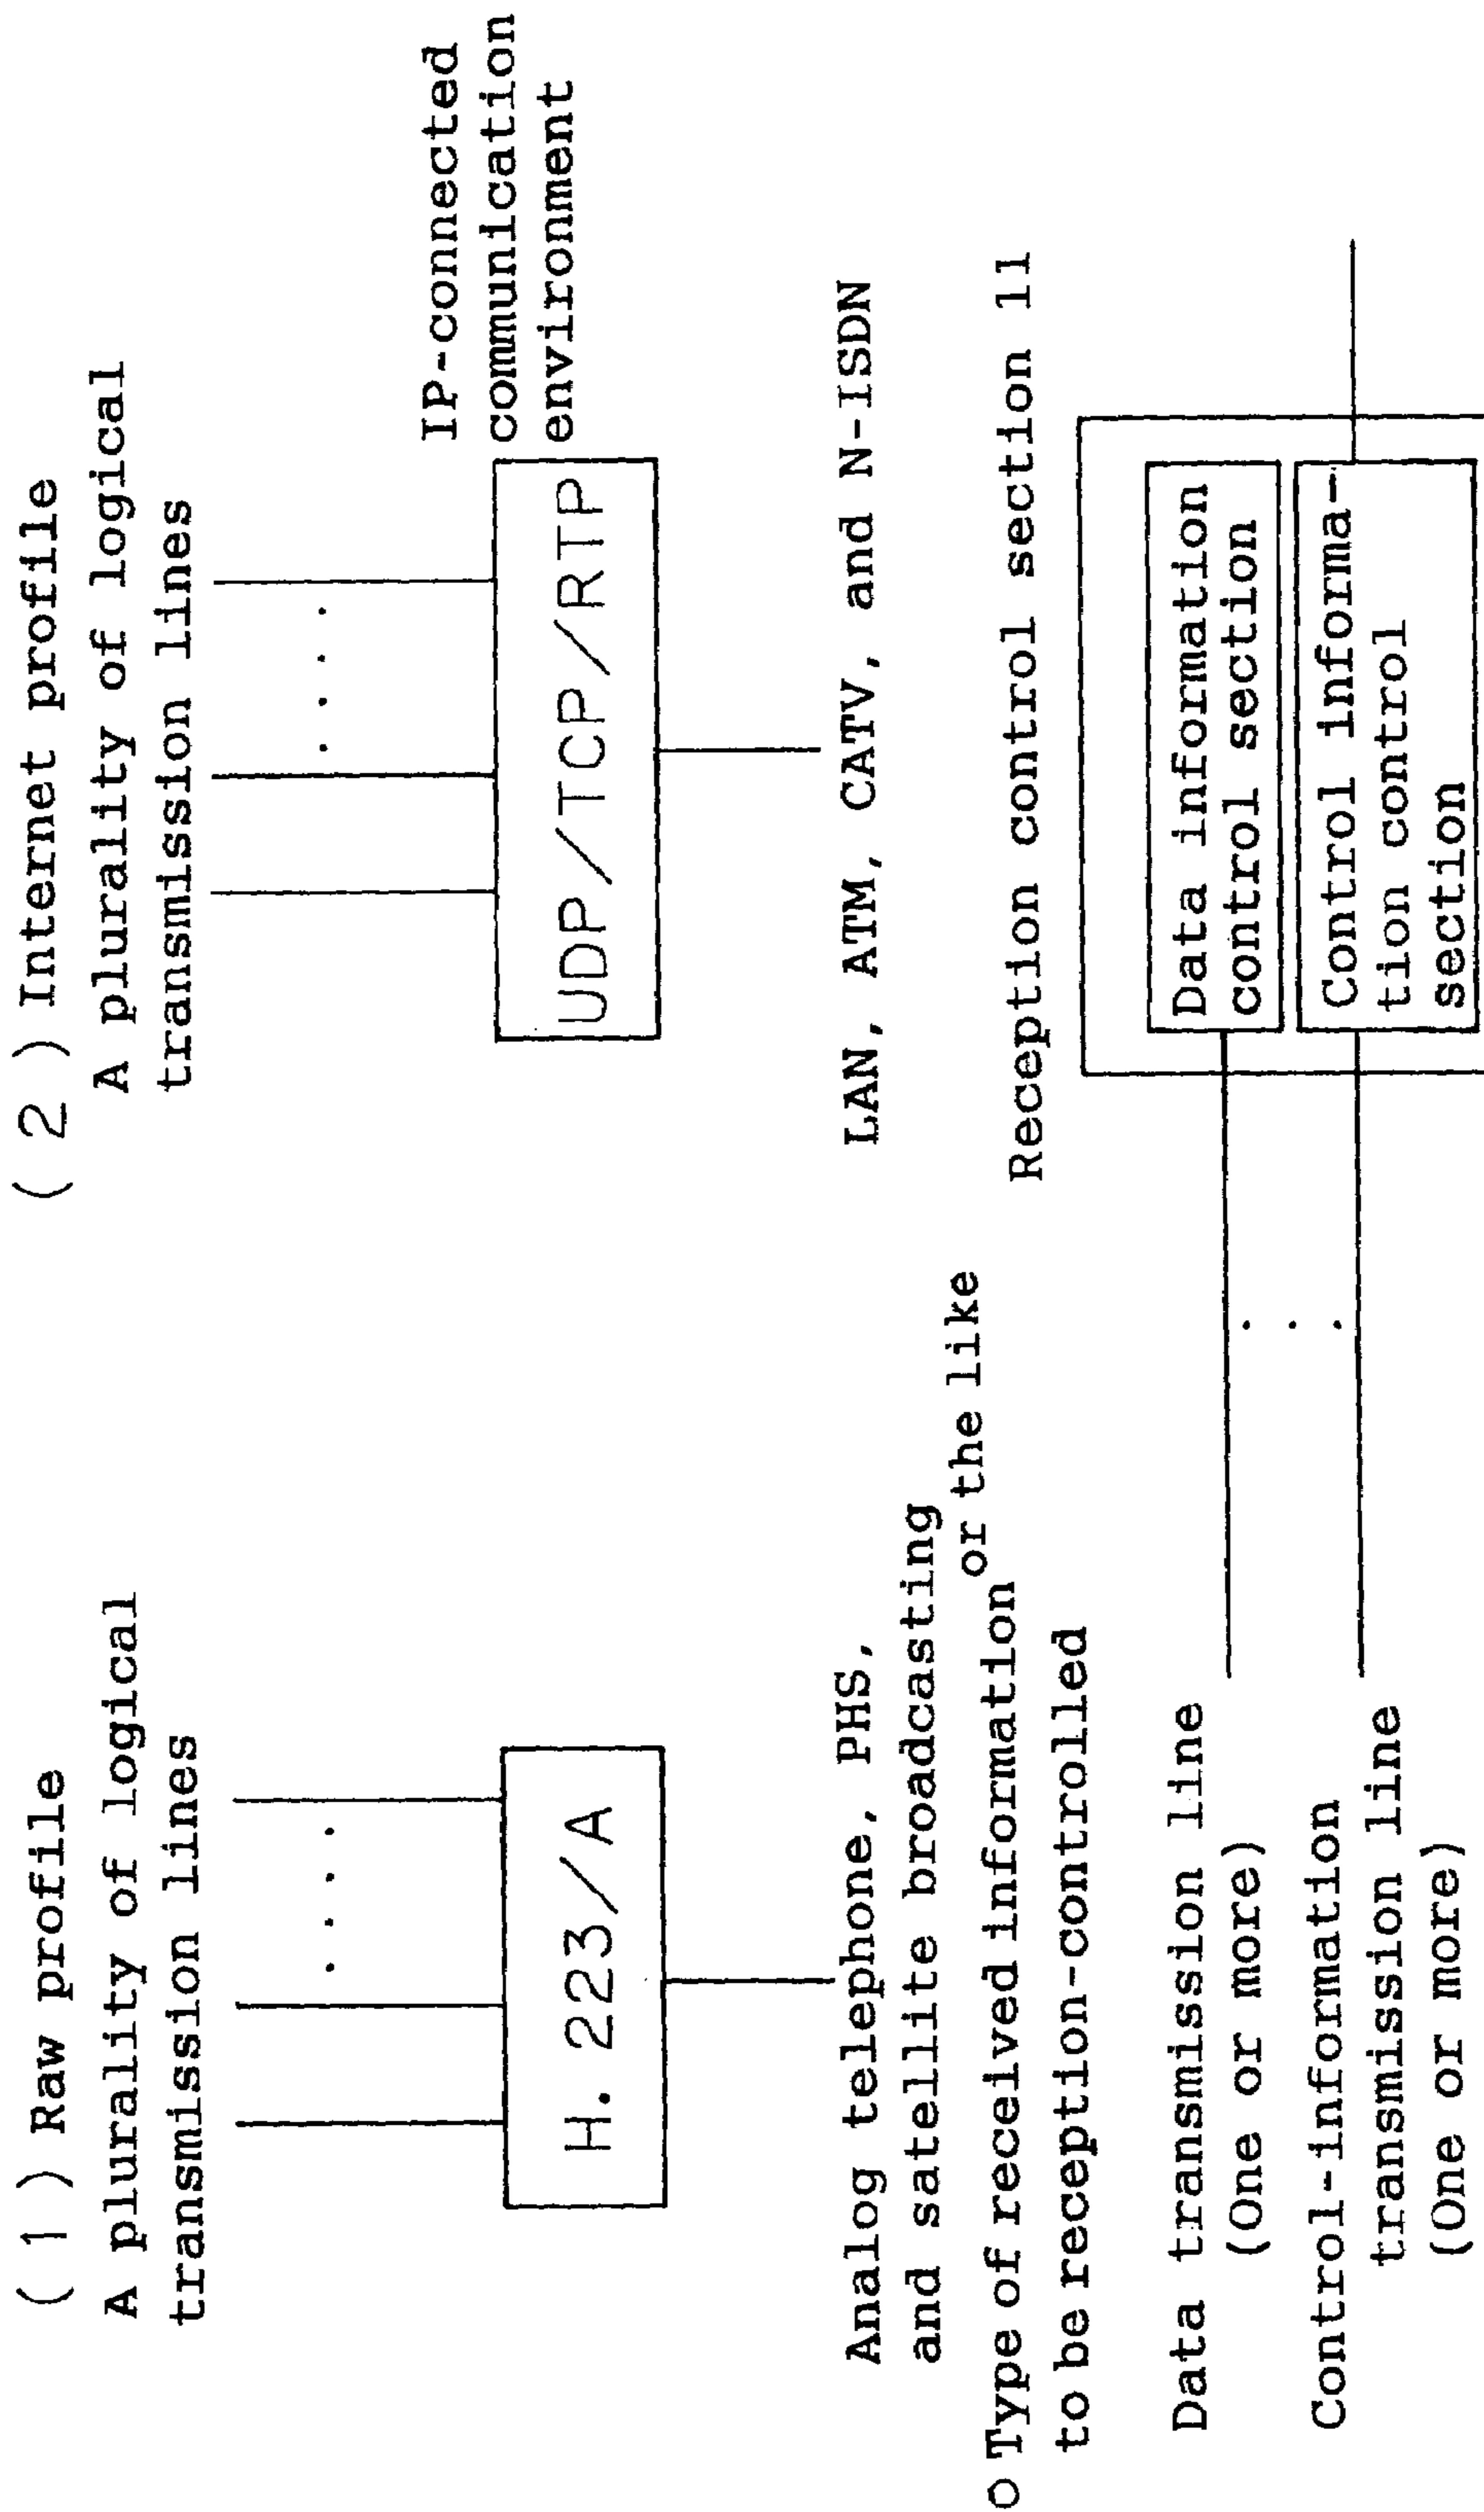 ( 1 ) Raw profile
A plurality of logical
transmission lines
H. 223/A
Analog telephone, PHS,
and satellite broadcasting
or the like
( 2 ) Internet profile
A plurality of logical
transmission lines
IP-connected
communication
environment
UDP/TCP/RTP
LAN, ATM, CATV, and N-ISDN
o Type of received information
to be reception-controlled
Reception control section 11
Data transmission line
(One or more)
Control-information
transmission line
(One or more)
Data information
control section
Control informa-
tion control
section